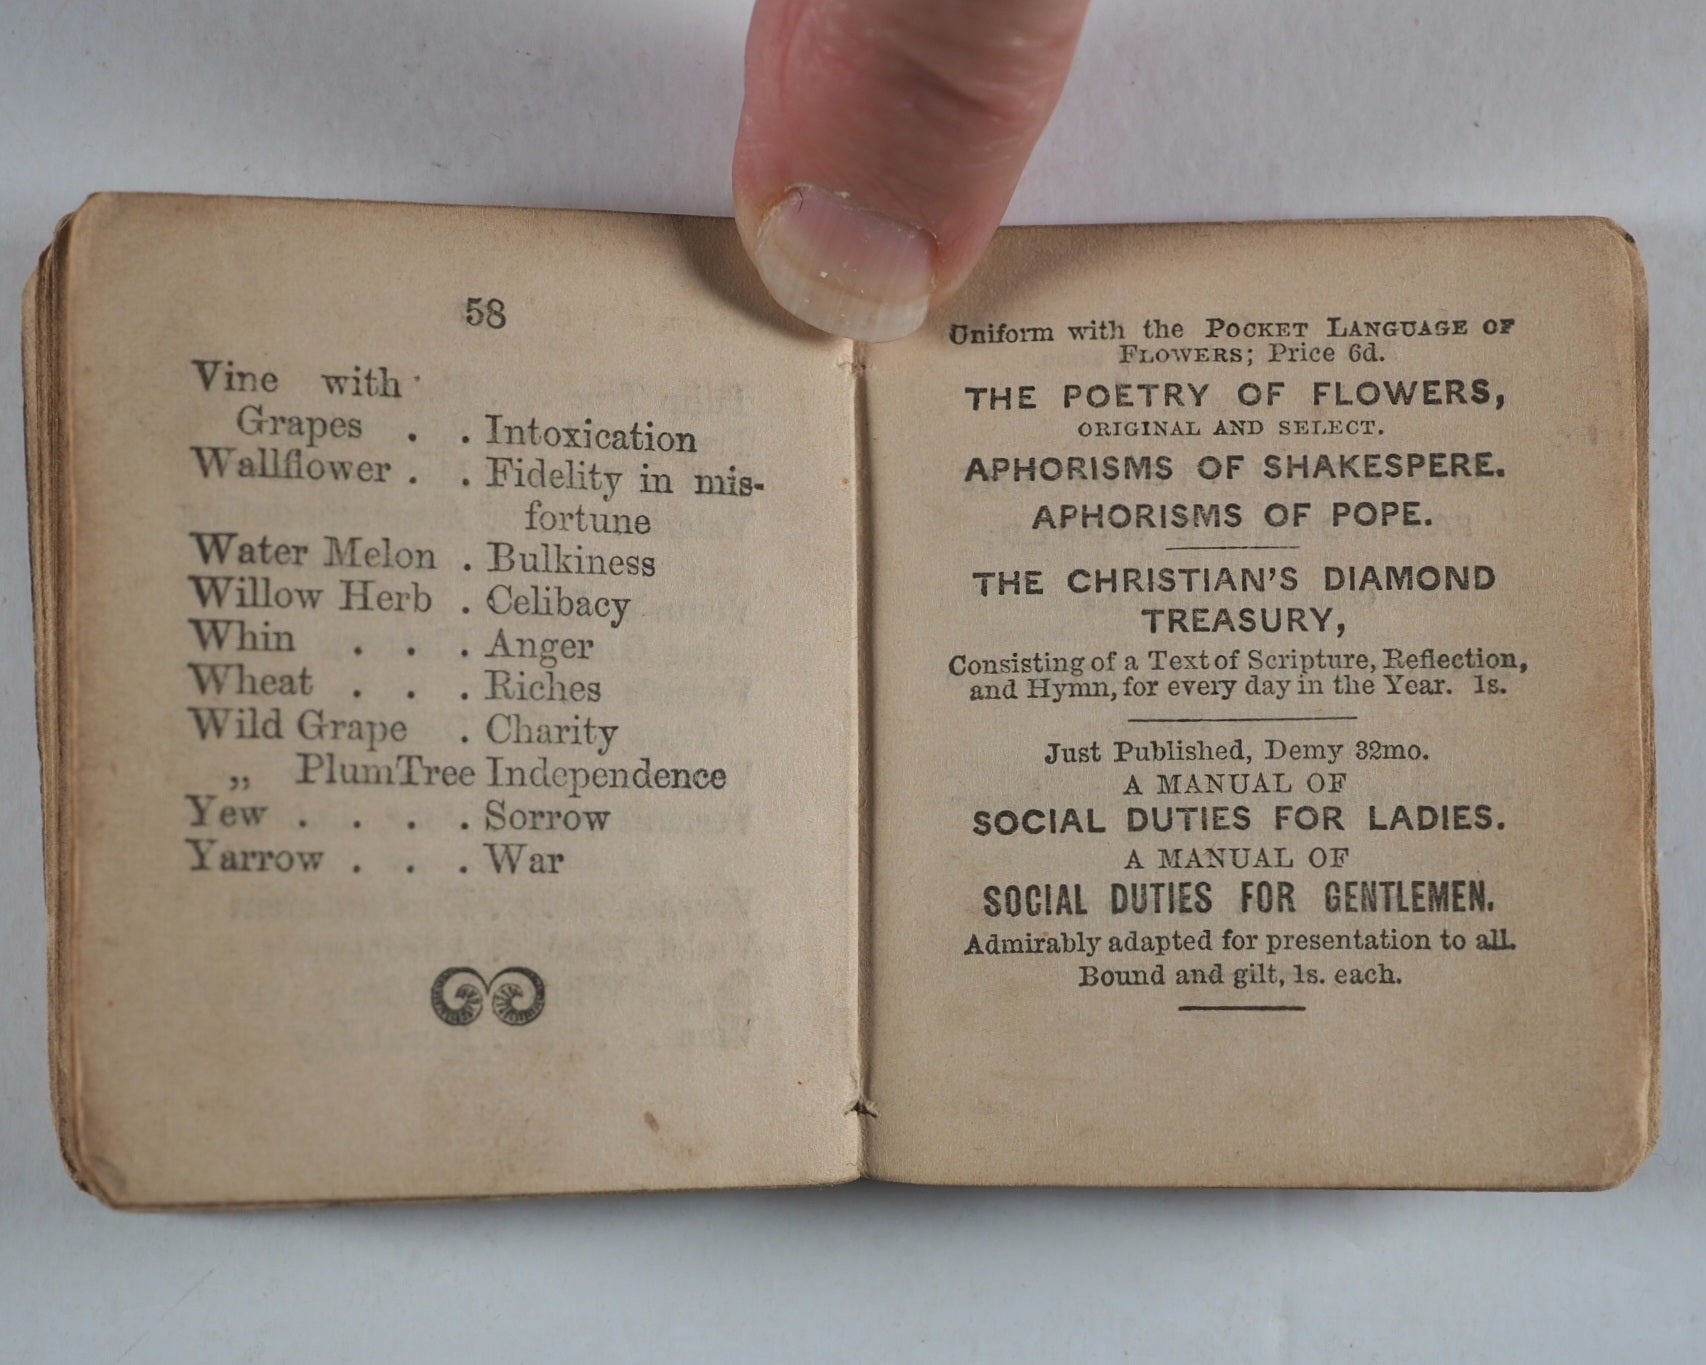 58
Vine with
Grapes . . Intoxication
Wallflower . . Fidelity in mis-
fortune
Water Melon . Bulkiness
Willow Herb . Celibacy
Whin . . . Anger
Wheat . . . Riches
Wild Grape . Charity
„ PlumTree Independence
Yew . . . . Sorrow
Yarrow . . . War
Uniform with the POCKET LANGUAGE OF
FLOWERS; Price 6d.
THE POETRY OF FLOWERS,
ORIGINAL AND SELECT.
APHORISMS OF SHAKESPERE.
APHORISMS OF POPE.
THE CHRISTIAN'S DIAMOND
TREASURY,
Consisting of a Text of Scripture, Reflection,
and Hymn, for every day in the Year. 1s.
Just Published, Demy 32mo.
A MANUAL OF
SOCIAL DUTIES FOR LADIES.
A MANUAL OF
SOCIAL DUTIES FOR GENTLEMEN.
Admirably adapted for presentation to all.
Bound and gilt, 1s. each.